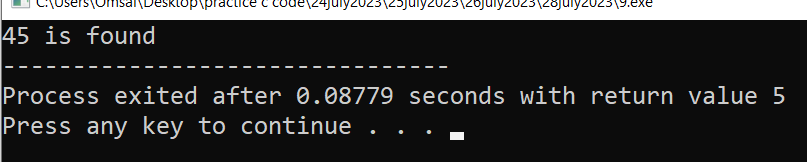 C:\Users\Omsai\Desktop\practice c code\24july2023\25july2023\26july2023\28july2023\9.exe
45 is found
--------------------------------
Process exited after 0.08779 seconds with return value 5
Press any key to continue . . .